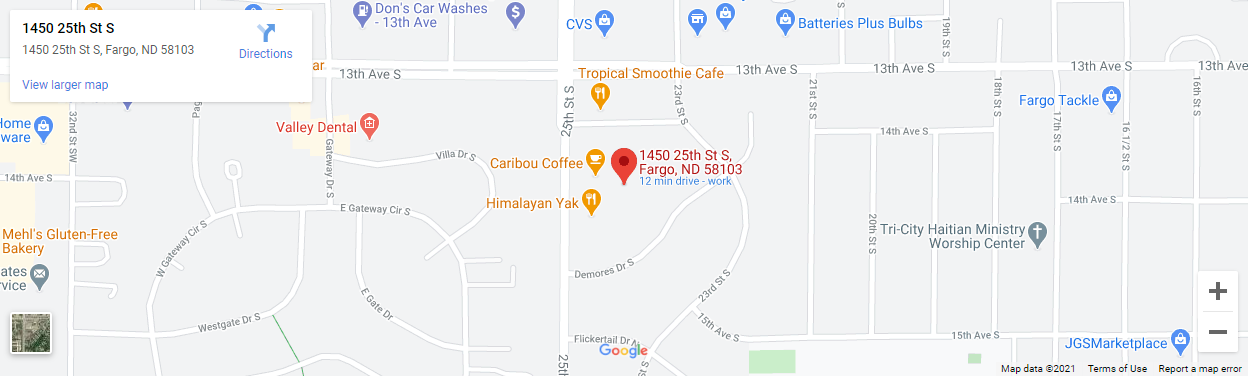 1450 25th St S
1450 25th St S, Fargo, ND 58103
Directions
View larger map
Don's Car Washes
- 13th Ave
CVS
Batteries Plus Bulbs
19th St S
13th Ave S
Tropical Smoothie Cafe
13th Ave S
13th Ave S
13th Ave S
13th
ar
Home
ware
32nd St SW
Pag
Valley Dental
Gateway Dr S
25th St S
23rd St S
21st St S
18th St S
Fargo Tackle
17th St S
16 1/2 St S
16th St S
14th Ave S
Villa Dr S
Caribou Coffee
1450 25th St S,
Fargo, ND 58103
12 min drive - work
14th Ave S
Himalayan Yak
14th Ave S
E Gateway Cir S
W Gateway Cir S
Mehl's Gluten-Free
Bakery
20th St S
Tri-City Haitian Ministry
Worship Center
ates
rvice
Demores Dr S
E Gate Dr
23rd St S
Westgate Dr S
15th Ave S
15th Ave S
Flickertail Dr
JGSMarketplace
Google
25th
Map data ©2021
Terms of Use
Report a map error